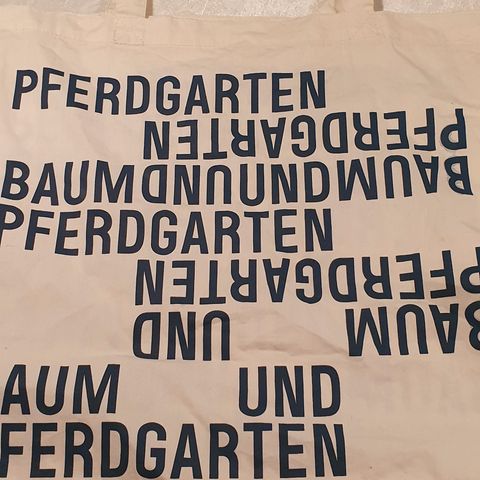 PFERDGARTEN
PFERDGARTEN
BAUMUNDUNDBAUM
PFERDGARTEN
PFERDGARTEN
BAUM UND
AUM UND
FERDGARTEN